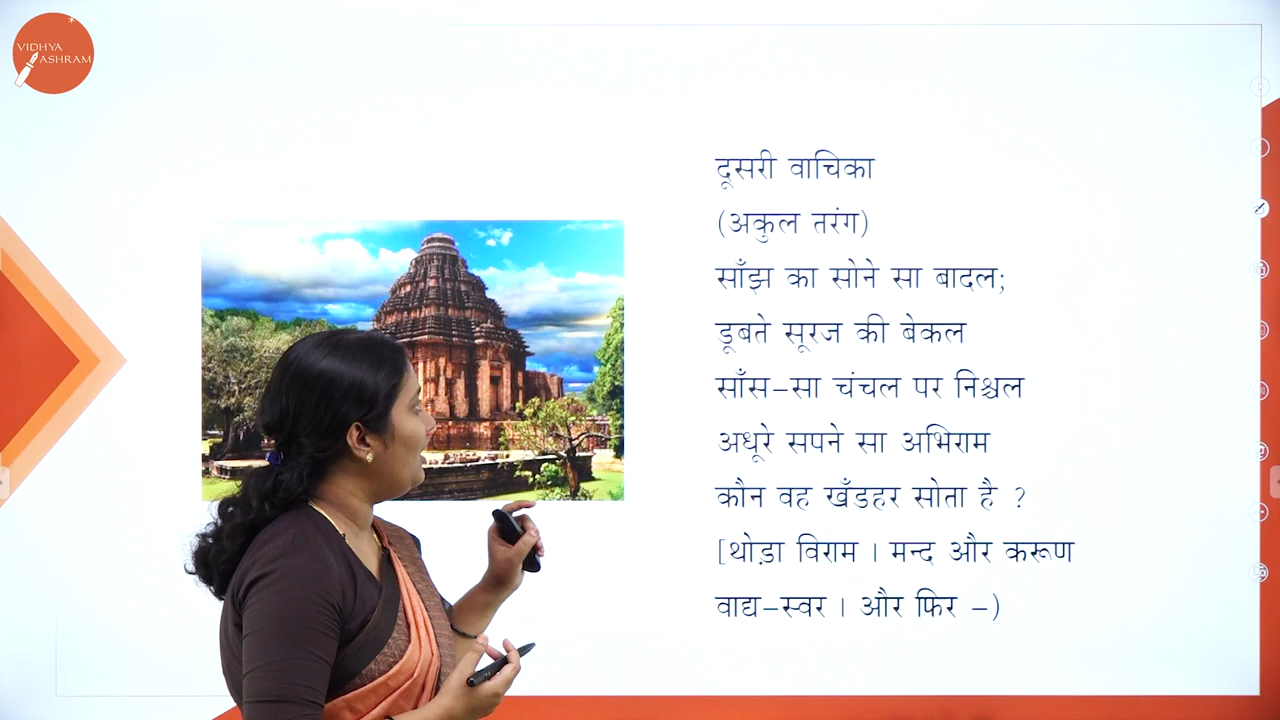 VIDHYA
ASHRAM
दूसरी वाचिका
(अकुल तरंग)
साँझ का सोने सा बादल;
डूबते सूरज की बेकल
साँस-सा चंचल पर निश्चल
अधूरे सपने सा अभिराम
कौन वह खँडहर सोता है ?
[थोड़ा विराम । मन्द और करूण
वाद्य-स्वर । और फिर -)